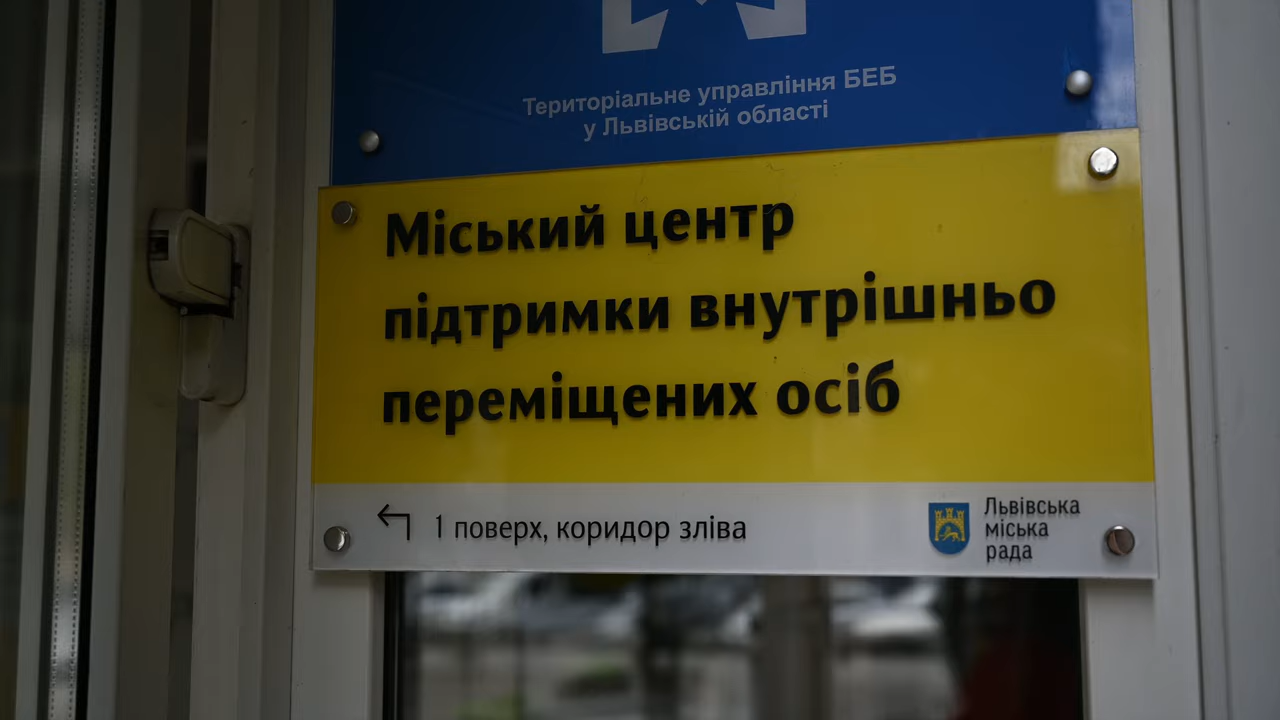 Територіальне управління БЕБ
у Львівській області
Міський центр
підтримки внутрішньо
переміщених осіб
1 поверх, коридор зліва
Львівська
міська
рада